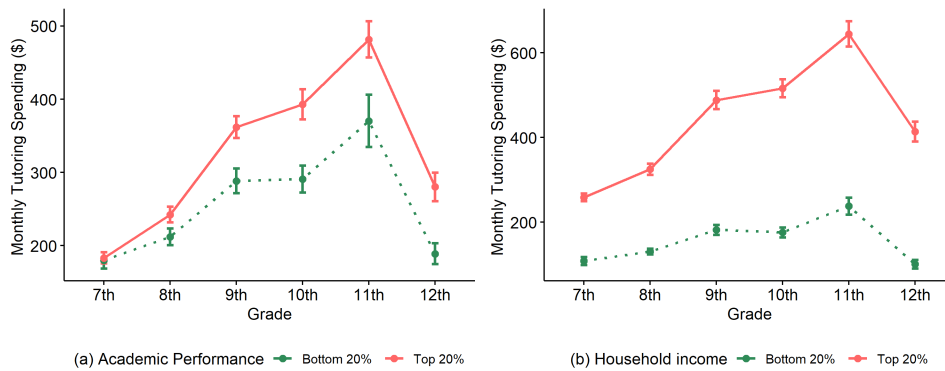 Monthly Tutoring Spending ($)
500
400
300
200
7th 8th 9th 10th 11th 12th
Grade
(a) Academic Performance Bottom 20% Top 20%
Monthly Tutoring Spending ($)
600
400
200
7th 8th 9th 10th 11th 12th
Grade
(b) Household income Bottom 20% Top 20%